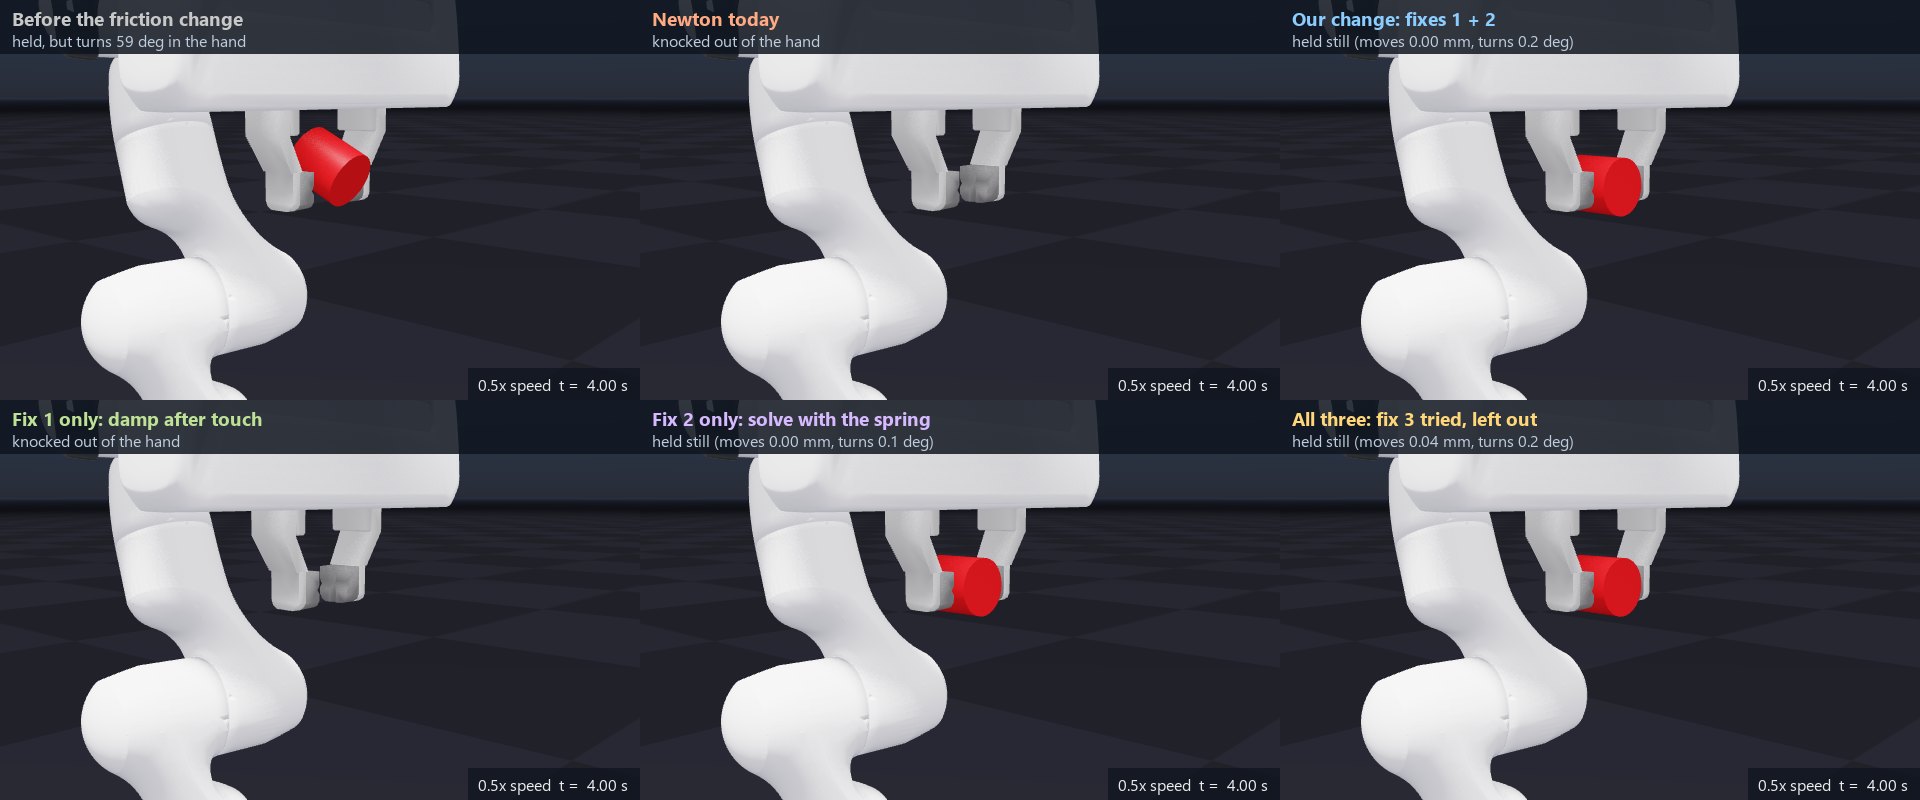 Before the friction change
held, but turns 59 deg in the hand
0.5x speed t = 4.00 s
Newton today
knocked out of the hand
0.5x speed t = 4.00 s
Our change: fixes 1 + 2
held still (moves 0.00 mm, turns 0.2 deg)
0.5x speed t = 4.00 s
Fix 1 only: damp after touch
knocked out of the hand
0.5x speed t = 4.00 s
Fix 2 only: solve with the spring
held still (moves 0.00 mm, turns 0.1 deg)
0.5x speed t = 4.00 s
All three: fix 3 tried, left out
held still (moves 0.04 mm, turns 0.2 deg)
0.5x speed t = 4.00 s